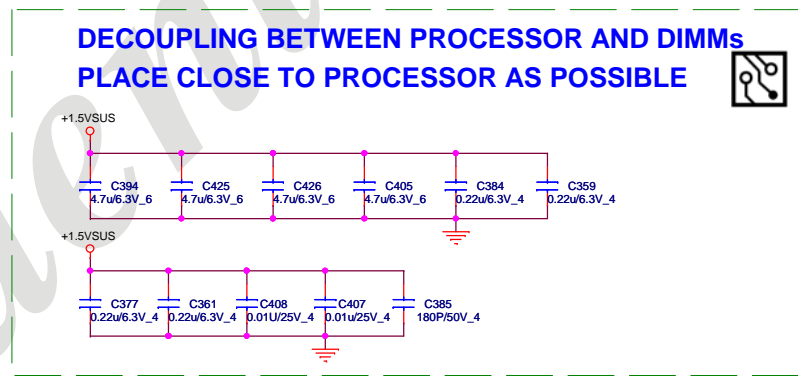 DECOUPLING BETWEEN PROCESSOR AND DIMMs
PLACE CLOSE TO PROCESSOR AS POSSIBLE
+1.5VSUS
C394 C425 C426 C405 C384 C359
4.7u/6.3V_6 4.7u/6.3V_6 4.7u/6.3V_6 4.7u/6.3V_6 0.22u/6.3V_4 0.22u/6.3V_4
+1.5VSUS
C377 C361 C408 C407 C385
0.22u/6.3V_4 0.22u/6.3V_4 0.01U/25V_4 0.01u/25V_4 180P/50V_4